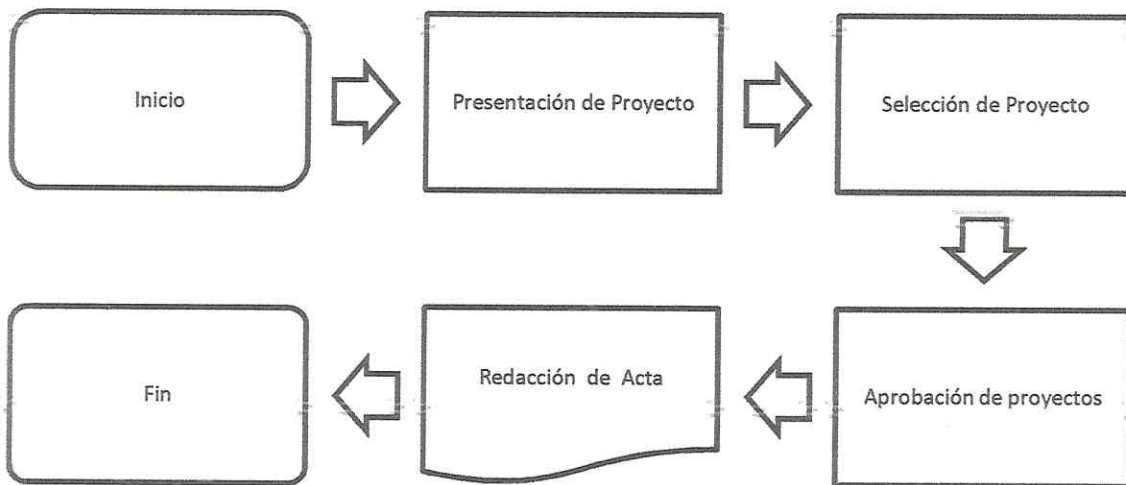 Inicio
Presentación de Proyecto
Selección de Proyecto
Aprobación de proyectos
Redacción de Acta
Fin